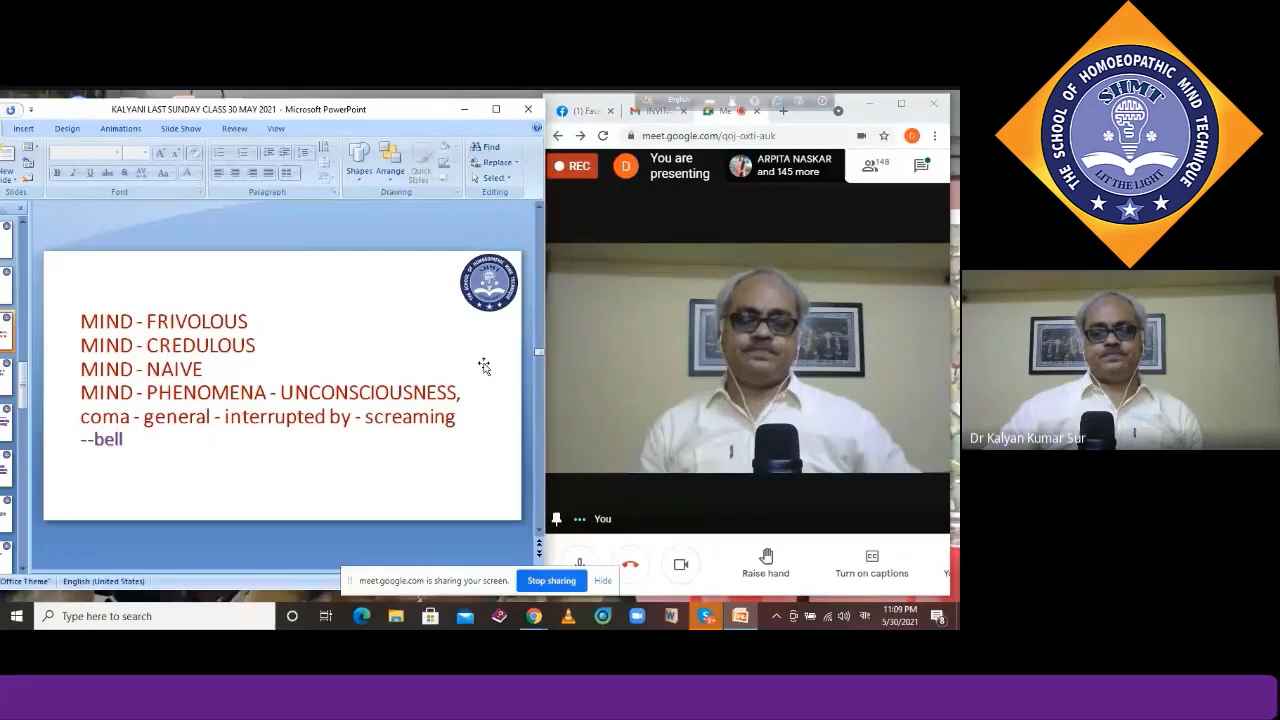 KALYANI LAST SUNDAY CLASS 30 MAY 2021 - Microsoft PowerPoint
Insert Design Animations Slide Show Review View
Slides
Font
Paragraph
Shapes Arrange Quick Styles
Drawing
Find
Replace
Select
Editing
SHMT
MIND - FRIVOLOUS
MIND - CREDULOUS
MIND - NAIVE
MIND - PHENOMENA - UNCONSCIOUSNESS,
coma - general - interrupted by - screaming
--bell
Office Theme" English (United States)
meet.google.com is sharing your screen. Stop sharing Hide
English
meet.google.com/qoj-oxti-auk
D
REC
D
You are
presenting
ARPITA NASKAR
and 145 more
148
You
Raise hand
Turn on captions
Type here to search
বাং
11:09 PM
5/30/2021
8
THE SCHOOL OF HOMOEOPATHIC MIND TECHNIQUE
SHMT
LIT THE LIGHT
Dr Kalyan Kumar Sur